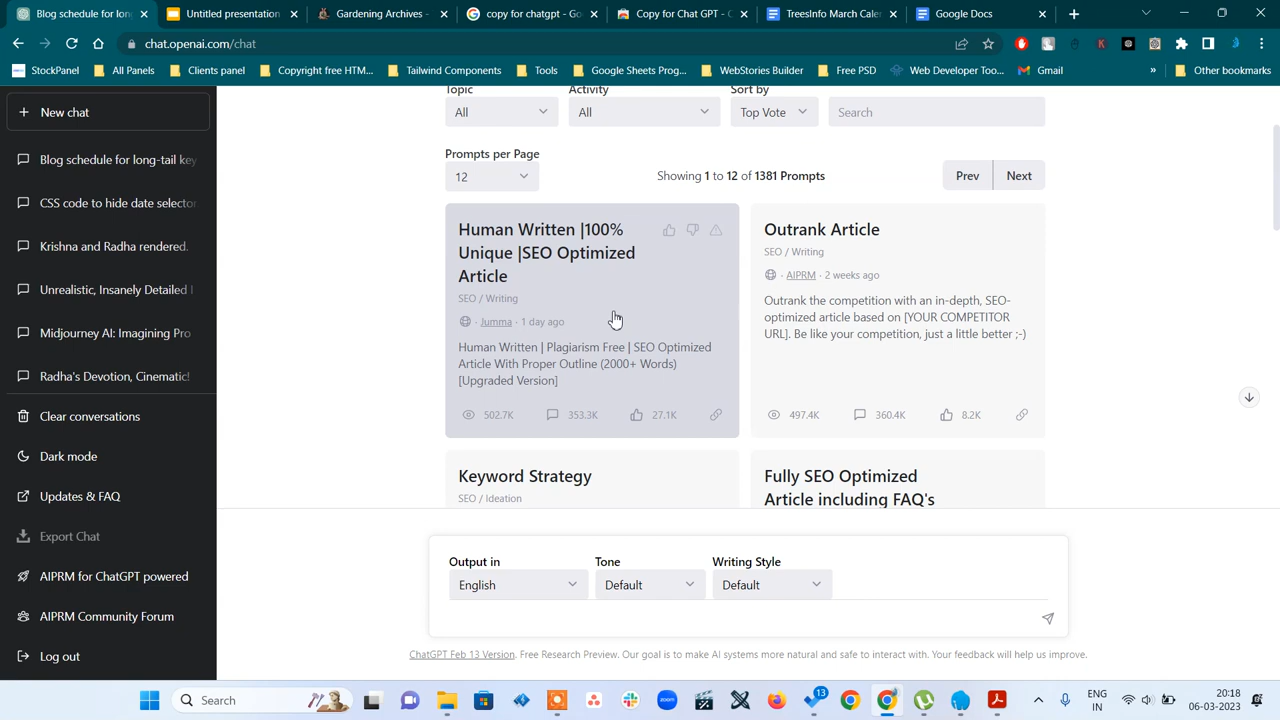 Blog schedule for lon
Untitled presentation
Gardening Archives -
copy for chatgpt - Go
Copy for Chat GPT - C
TreesInfo March Caler
Google Docs
chat.openai.com/chat
StockPanel
All Panels
Clients panel
Copyright free HTM...
Tailwind Components
Tools
Google Sheets Prog...
WebStories Builder
Free PSD
Web Developer Too...
Gmail
»
Other bookmarks
New chat
Blog schedule for long-tail key
CSS code to hide date selector
Krishna and Radha rendered.
Unrealistic, Insanely Detailed
Midjourney AI: Imagining Pro
Radha's Devotion, Cinematic!
Clear conversations
Dark mode
Updates & FAQ
Export Chat
AIPRM for ChatGPT powered
AIPRM Community Forum
Log out
Topic
Activity
Sort by
All
All
Top Vote
Search
Prompts per Page
12
Showing 1 to 12 of 1381 Prompts
Prev
Next
Human Written |100%
Unique |SEO Optimized
Article
SEO / Writing
Jumma · 1 day ago
Human Written | Plagiarism Free | SEO Optimized
Article With Proper Outline (2000+ Words)
[Upgraded Version]
502.7K
353.3K
27.1K
Outrank Article
SEO / Writing
· AIPRM · 2 weeks ago
Outrank the competition with an in-depth, SEO-
optimized article based on [YOUR COMPETITOR
URL]. Be like your competition, just a little better ;-)
497.4K
360.4K
8.2K
Keyword Strategy
SEO / Ideation
Fully SEO Optimized
Article including FAQ's
Output in
Tone
Writing Style
English
Default
Default
ChatGPT Feb 13 Version. Free Research Preview. Our goal is to make AI systems more natural and safe to interact with. Your feedback will help us improve.
Search
zoom
13
ENG
IN
20:18
06-03-2023